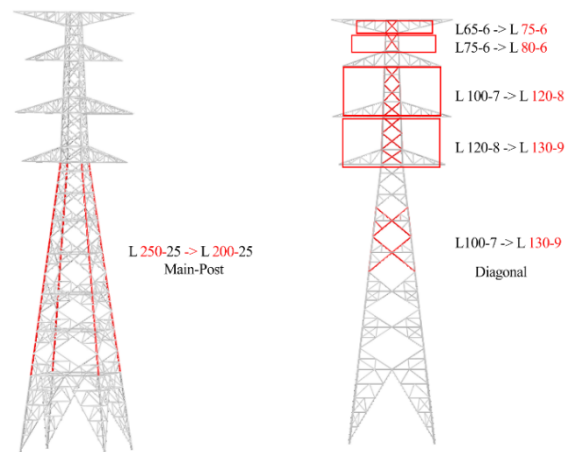 L65-6 -> L 75-6
L75-6 -> L 80-6
L 100-7 -> L 120-8
L 120-8 -> L 130-9
L 250-25 -> L 200-25
Main-Post
L100-7 -> L 130-9
Diagonal